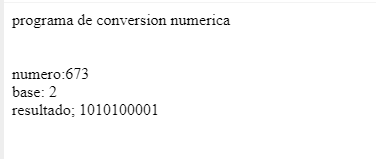 programa de conversion numerica
numero:673
base: 2
resultado; 1010100001